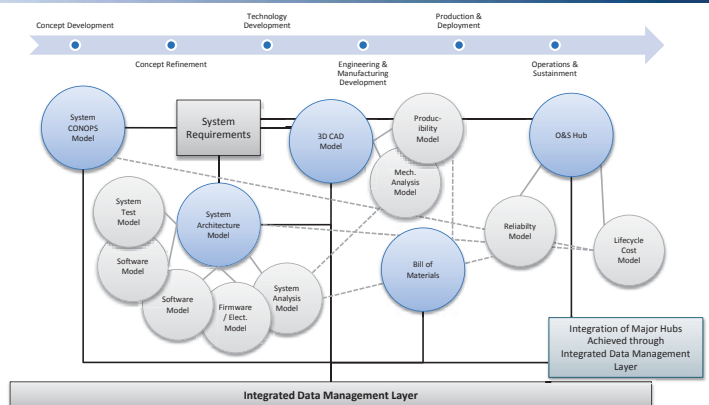 Technology
Development
Production &
Deployment
Concept Development
Concept Refinement
Engineering &
Manufacturing
Development
Operations &
Sustainment
System
CONOPS
Model
System
Requirements
3D CAD
Model
Produc-
ibility
Model
O&S Hub
Mech.
Analysis
Model
System
Test
Model
System
Architecture
Model
Reliabilty
Model
Lifecycle
Cost
Model
Software
Model
Bill of
Materials
Software
Model
Firmware
/ Elect.
Model
System
Analysis
Model
Integration of Major Hubs
Achieved through
Integrated Data Management
Layer
Integrated Data Management Layer